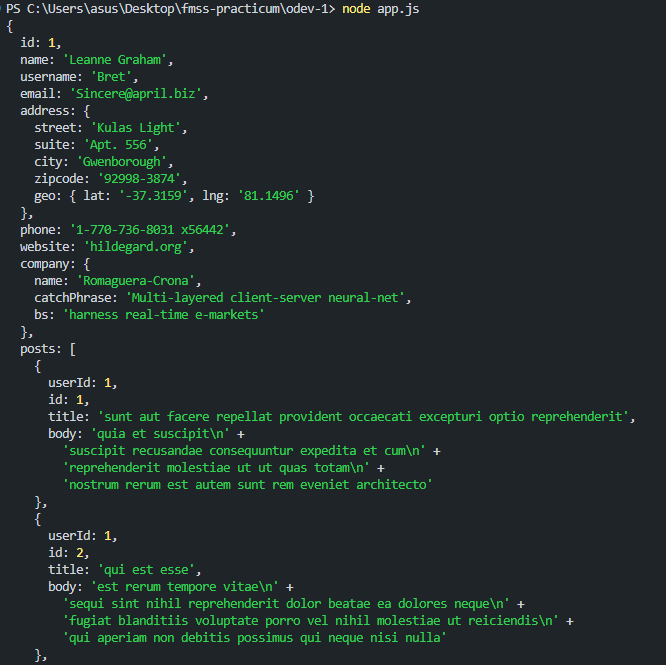 PS C:\Users\asus\Desktop\fmss-practicum\odev-1> node app.js
{
  id: 1,
  name: 'Leanne Graham',
  username: 'Bret',
  email: 'Sincere@april.biz',
  address: {
    street: 'Kulas Light',
    suite: 'Apt. 556',
    city: 'Gwenborough',
    zipcode: '92998-3874',
    geo: { lat: '-37.3159', lng: '81.1496' }
  },
  phone: '1-770-736-8031 x56442',
  website: 'hildegard.org',
  company: {
    name: 'Romaguera-Crona',
    catchPhrase: 'Multi-layered client-server neural-net',
    bs: 'harness real-time e-markets'
  },
  posts: [
    {
      userId: 1,
      id: 1,
      title: 'sunt aut facere repellat provident occaecati excepturi optio reprehenderit',
      body: 'quia et suscipit\n' +
        'suscipit recusandae consequuntur expedita et cum\n' +
        'reprehenderit molestiae ut ut quas totam\n' +
        'nostrum rerum est autem sunt rem eveniet architecto'
    },
    {
      userId: 1,
      id: 2,
      title: 'qui est esse',
      body: 'est rerum tempore vitae\n' +
        'sequi sint nihil reprehenderit dolor beatae ea dolores neque\n' +
        'fugiat blanditiis voluptate porro vel nihil molestiae ut reiciendis\n' +
        'qui aperiam non debitis possimus qui neque nisi nulla'
    },